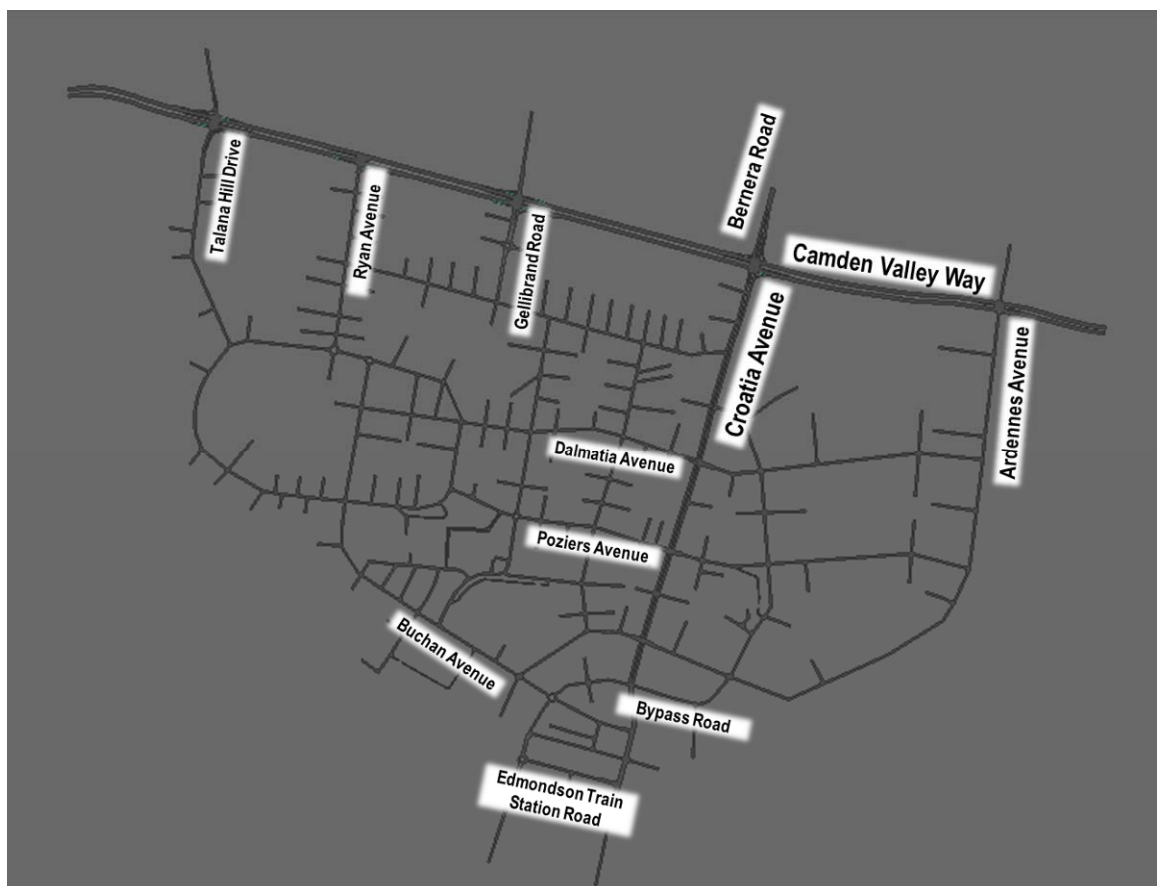 Bernera Road
Talana Hill Drive
Ryan Avenue
Gellibrand Road
Camden Valley Way
Croatia Avenue
Ardennes Avenue
Dalmatia Avenue
Poziers Avenue
Buchan Avenue
Bypass Road
Edmondson Train
Station Road